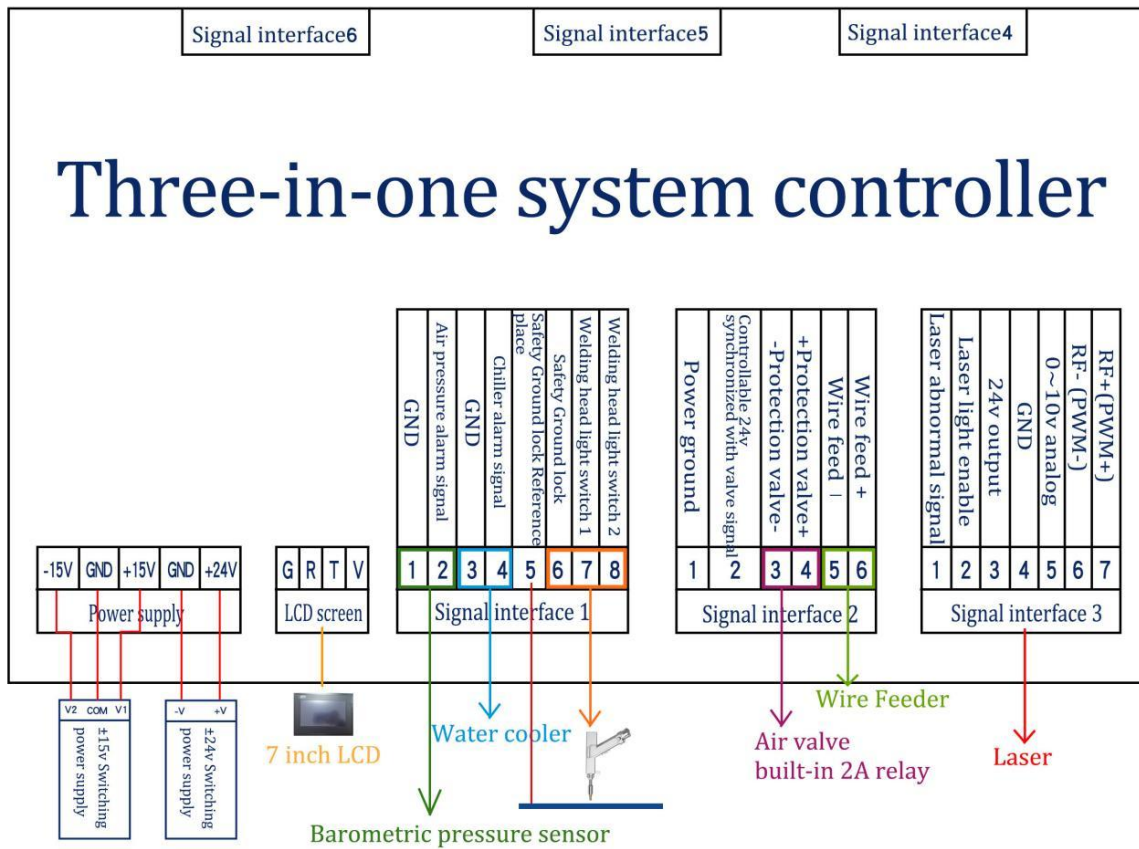 Signal interface6
Signal interface5
Signal interface4
Three-in-one system controller
-15V GND +15V GND +24V
Power supply
G R T V
LCD screen
GND
Air pressure alarm signal
GND
Chiller alarm signal
Safety Ground lock Reference
place
Safety Ground lock
Welding head light switch 1
Welding head light switch 2
1 2 3 4 5 6 7 8
Signal interface 1
Power ground
Controllable 24v
synchronized with valve signal
-Protection valve-
+Protection valve+
Wire feed -
Wire feed +
1 2 3 4 5 6
Signal interface 2
Laser abnormal signal
Laser light enable
24v output
GND
0~10v analog
RF- (PWM-)
RF+(PWM+)
1 2 3 4 5 6 7
Signal interface 3
V2 COM V1
±15v Switching
power supply
-V +V
±24v Switching
power supply
7 inch LCD
Water cooler
Barometric pressure sensor
Air valve
built-in 2A relay
Wire Feeder
Laser